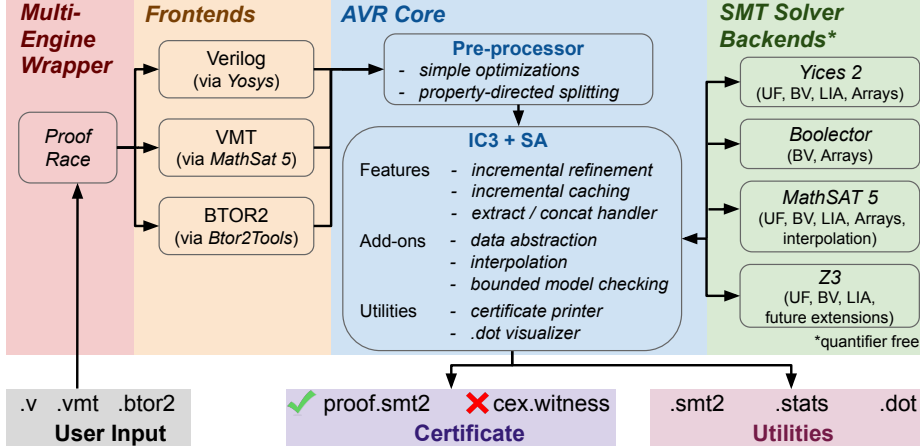 Multi-
Engine
Wrapper
Proof
Race
Frontends
Verilog
(via Yosys)
VMT
(via MathSat 5)
BTOR2
(via Btor2Tools)
AVR Core
Pre-processor
- simple optimizations
- property-directed splitting
IC3 + SA
Features - incremental refinement
- incremental caching
- extract / concat handler
Add-ons - data abstraction
- interpolation
- bounded model checking
Utilities - certificate printer
- .dot visualizer
SMT Solver
Backends*
Yices 2
(UF, BV, LIA, Arrays)
Boolector
(BV, Arrays)
MathSAT 5
(UF, BV, LIA, Arrays,
interpolation)
Z3
(UF, BV, LIA,
future extensions)
*quantifier free
.v .vmt .btor2
User Input
proof.smt2 cex.witness
Certificate
.smt2 .stats .dot
Utilities